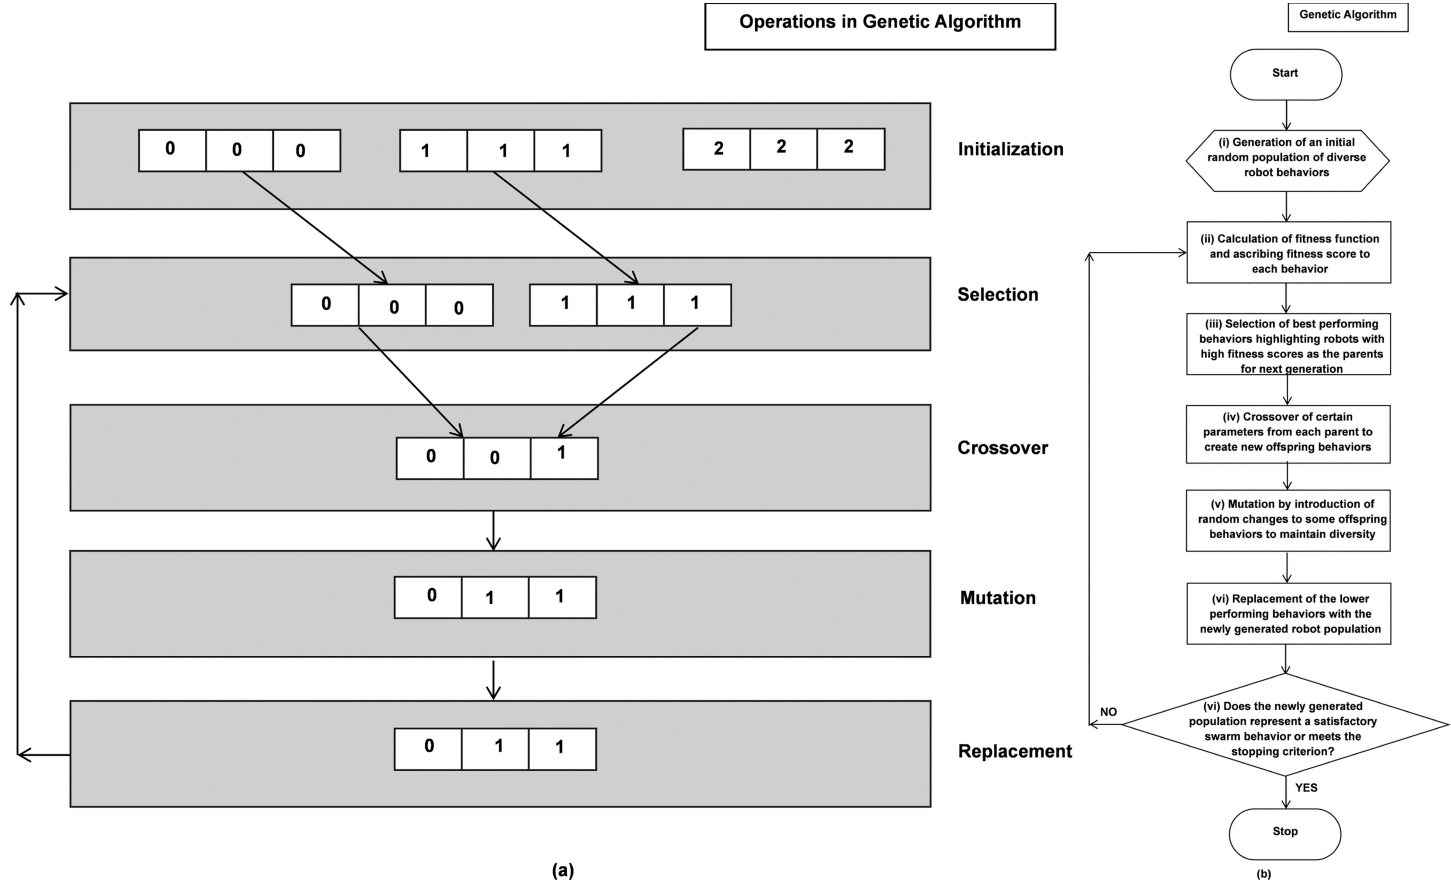 Operations in Genetic Algorithm
0 0 0 1 1 1 2 2 2
Initialization
0 0 0 1 1 1
Selection
0 0 1
Crossover
0 1 1
Mutation
0 1 1
Replacement
(a)
Genetic Algorithm
Start
(i) Generation of an initial
random population of diverse
robot behaviors
(ii) Calculation of fitness function
and ascribing fitness score to
each behavior
(iii) Selection of best performing
behaviors highlighting robots with
high fitness scores as the parents
for next generation
(iv) Crossover of certain
parameters from each parent to
create new offspring behaviors
(v) Mutation by introduction of
random changes to some offspring
behaviors to maintain diversity
(vi) Replacement of the lower
performing behaviors with the
newly generated robot population
(vi) Does the newly generated
population represent a satisfactory
swarm behavior or meets the
stopping criterion?
NO
YES
Stop
(b)